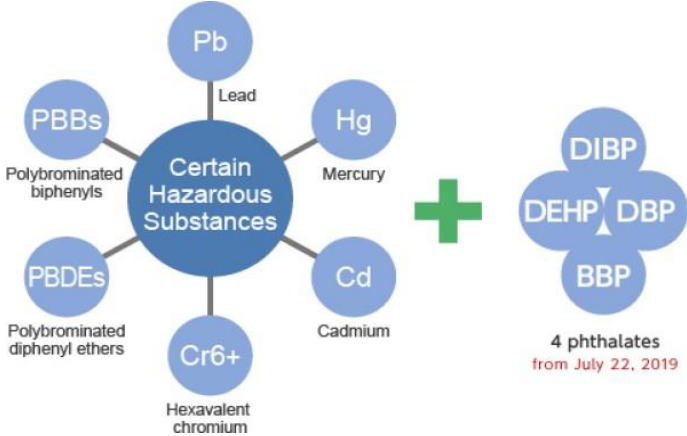 Pb
Lead
PBBs
Polybrominated
biphenyls
Hg
Mercury
Certain
Hazardous
Substances
PBDEs
Polybrominated
diphenyl ethers
Cd
Cadmium
Cr6+
Hexavalent
chromium
DIBP
DEHP DBP
BBP
4 phthalates
from July 22, 2019